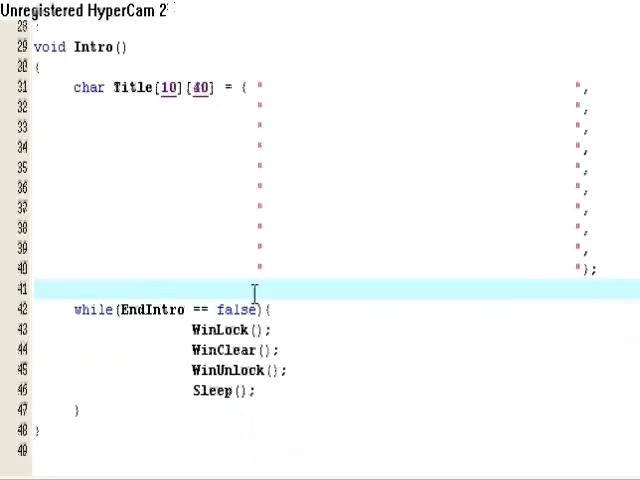 Unregistered HyperCam 2
28
29 void Intro()
30 {
31 char Title[10][40] = { " ",
32 " ",
33 " ",
34 " ",
35 " ",
36 " ",
37 " ",
38 " ",
39 " ",
40 " "};
41
42 while(EndIntro == false){
43 WinLock();
44 WinClear();
45 WinUnlock();
46 Sleep();
47 }
48 }
49